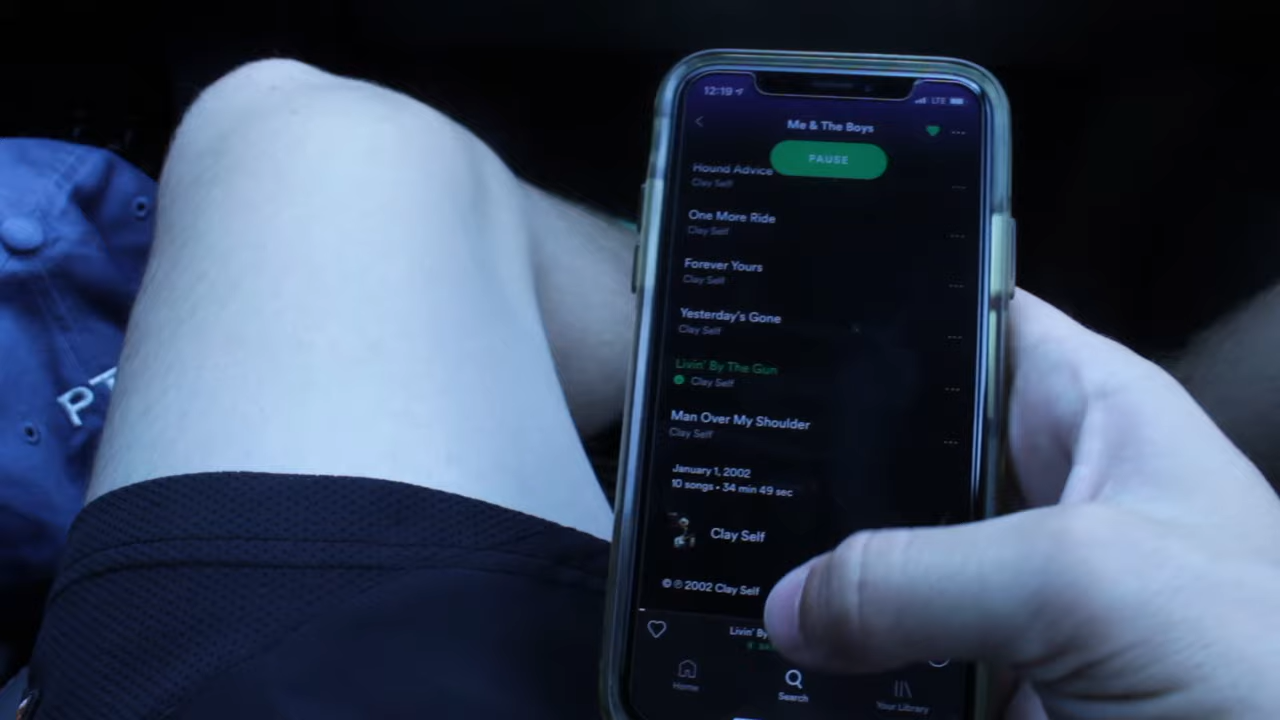 12:19
LTE
Me & The Boys
PAUSE
Hound Advice
Clay Self
One More Ride
Clay Self
Forever Yours
Clay Self
Yesterday's Gone
Clay Self
Livin' By The Gun
Clay Self
Man Over My Shoulder
Clay Self
January 1, 2002
10 songs • 34 min 49 sec
Clay Self
© ℗ 2002 Clay Self
Livin' By
Home
Search
Your Library
PT